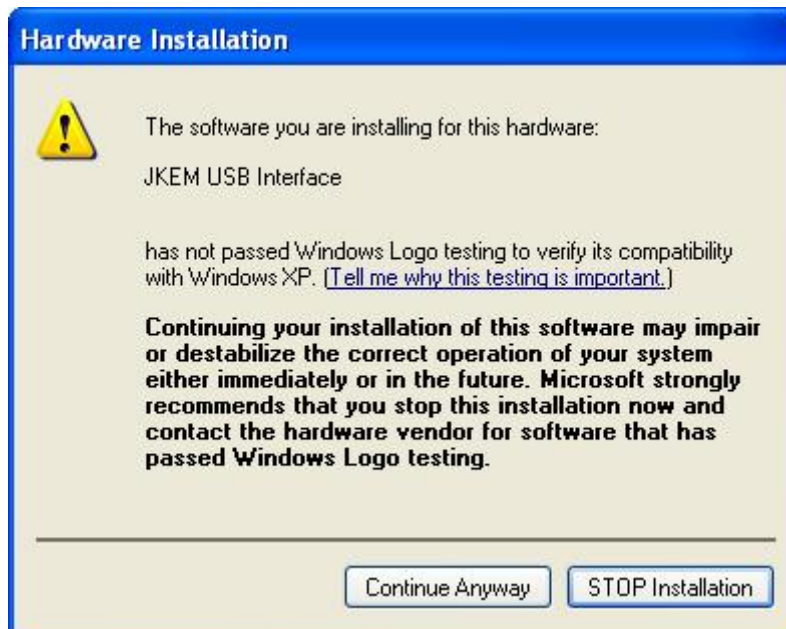 Hardware Installation
The software you are installing for this hardware:
JKEM USB Interface
has not passed Windows Logo testing to verify its compatibility
with Windows XP. (Tell me why this testing is important.)
Continuing your installation of this software may impair
or destabilize the correct operation of your system
either immediately or in the future. Microsoft strongly
recommends that you stop this installation now and
contact the hardware vendor for software that has
passed Windows Logo testing.
Continue Anyway
STOP Installation